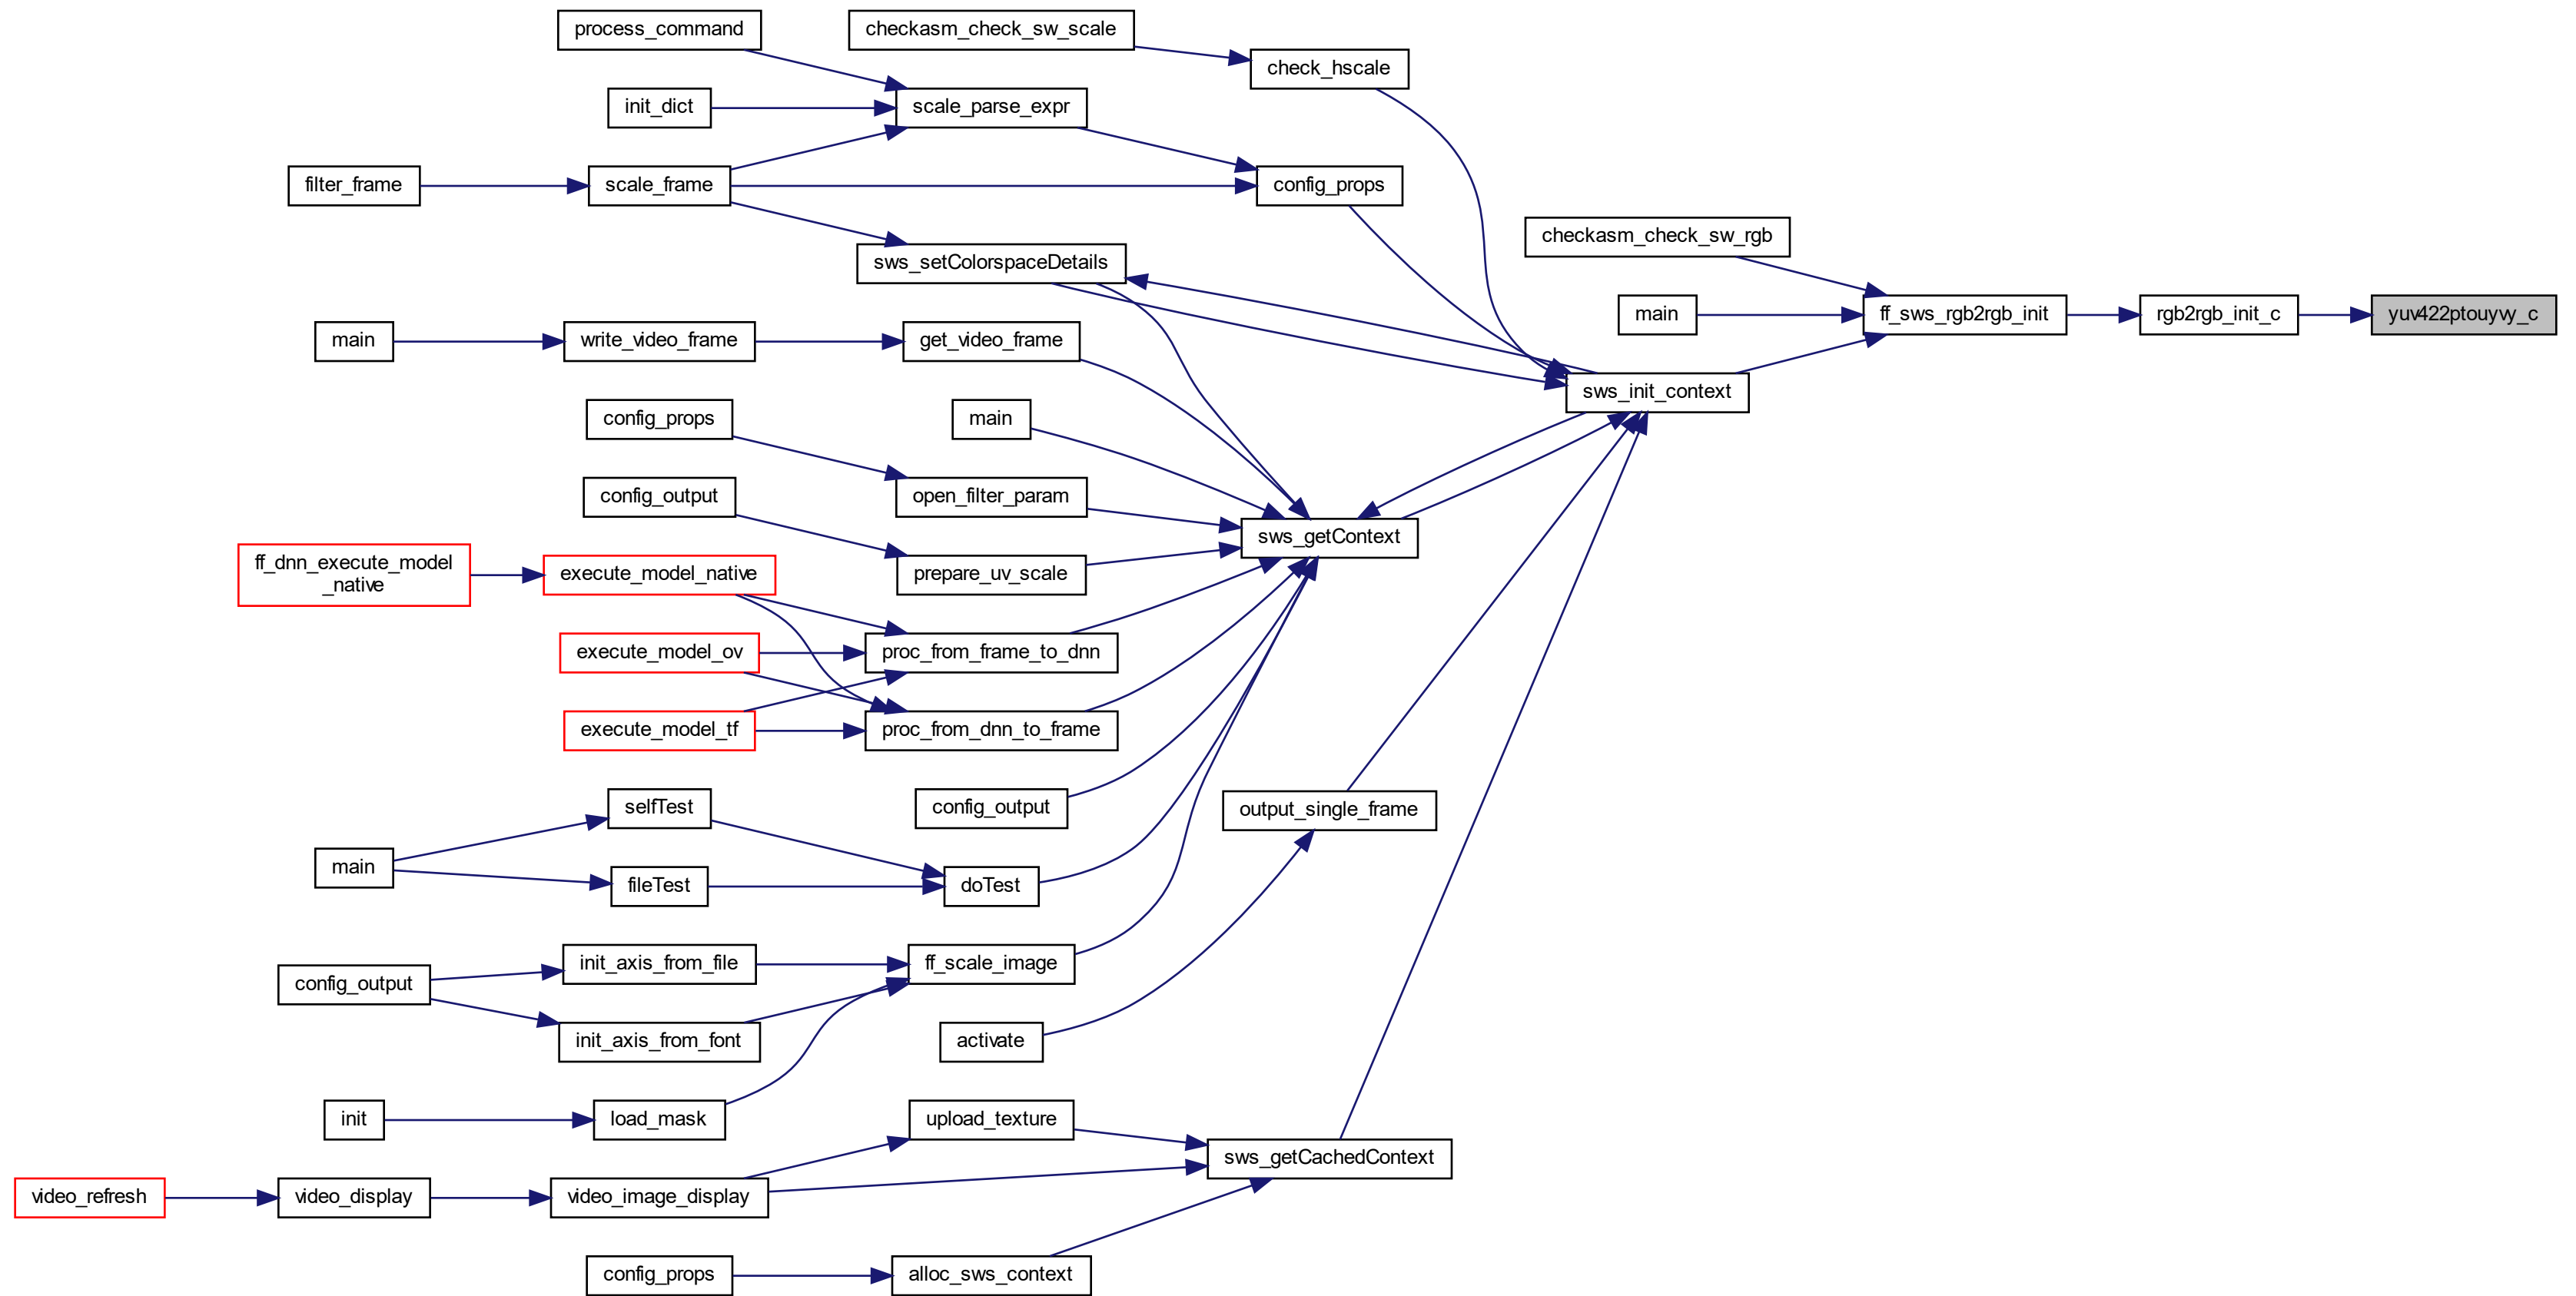 process_command
checkasm_check_sw_scale
check_hscale
init_dict
scale_parse_expr
filter_frame
scale_frame
config_props
checkasm_check_sw_rgb
sws_setColorspaceDetails
main
write_video_frame
get_video_frame
main
ff_sws_rgb2rgb_init
rgb2rgb_init_c
yuv422ptouyvy_c
sws_init_context
config_props
main
config_output
open_filter_param
sws_getContext
ff_dnn_execute_model
_native
execute_model_native
prepare_uv_scale
execute_model_ov
proc_from_frame_to_dnn
execute_model_tf
proc_from_dnn_to_frame
selfTest
config_output
output_single_frame
main
fileTest
doTest
config_output
init_axis_from_file
ff_scale_image
init_axis_from_font
activate
init
load_mask
upload_texture
sws_getCachedContext
video_refresh
video_display
video_image_display
config_props
alloc_sws_context